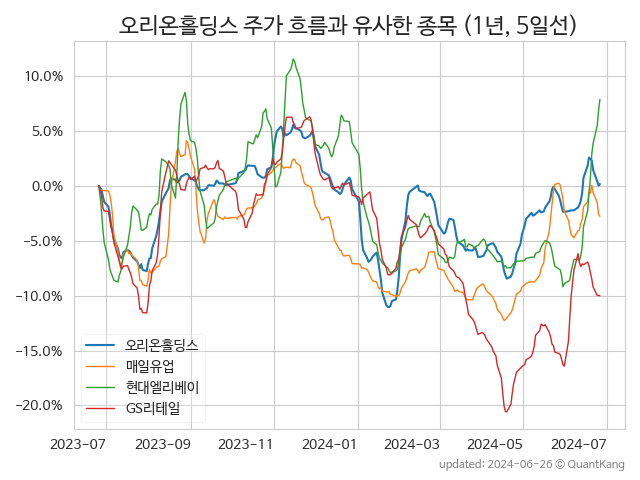 오리온홀딩스 주가 흐름과 유사한 종목 (1년, 5일선)
10.0%
5.0%
0.0%
−5.0%
−10.0%
−15.0%
−20.0%
오리온홀딩스
매일유업
현대엘리베이
GS리테일
2023-07 2023-09 2023-11 2024-01 2024-03 2024-05 2024-07
updated: 2024-06-26 © QuantKang